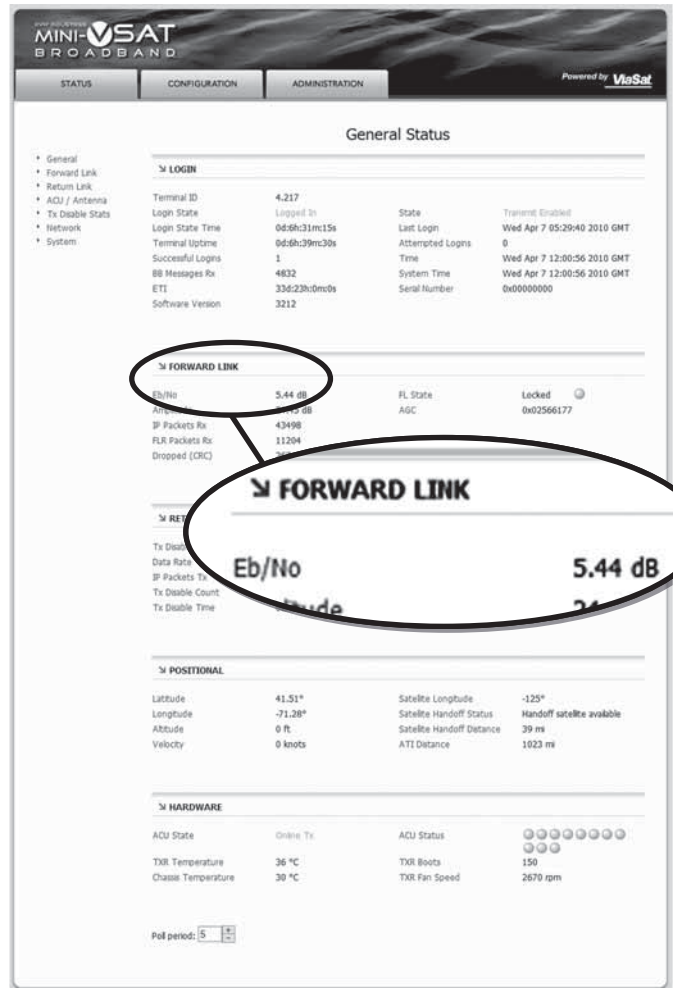 KVH INDUSTRIES
MINI-VSAT
BROADBAND
Powered by ViaSat
STATUS CONFIGURATION ADMINISTRATION
General Status
General
Forward Link
Return Link
ACU / Antenna
Tx Disable Stats
Network
System
LOGIN
Terminal ID 4.217
Login State Logged In State Transmit Enabled
Login State Time 0d:6h:31m:15s Last Login Wed Apr 7 05:29:40 2010 GMT
Terminal Uptime 0d:6h:39m:30s Attempted Logins 0
Successful Logins 1 Time Wed Apr 7 12:00:56 2010 GMT
BB Messages Rx 4832 System Time Wed Apr 7 12:00:56 2010 GMT
ETI 33d:23h:0m:0s Serial Number 0x00000000
Software Version 3212
FORWARD LINK
Eb/No 5.44 dB FL State Locked
dB AGC 0x02566177
IP Packets Rx 43498
FLR Packets Rx 11204
Dropped (CRC)
FORWARD LINK
Eb/No 5.44 dB
Tx Disab
Data Rate
IP Packets Tx
Tx Disable Count
Tx Disable Time
POSITIONAL
Latitude 41.51° Satellite Longitude -125°
Longitude -71.28° Satellite Handoff Status Handoff satellite available
Altitude 0 ft Satellite Handoff Distance 39 mi
Velocity 0 knots ATI Distance 1023 mi
HARDWARE
ACU State Online Tx ACU Status
TXR Temperature 36 °C TXR Boots 150
Chassis Temperature 30 °C TXR Fan Speed 2670 rpm
Poll period: 5